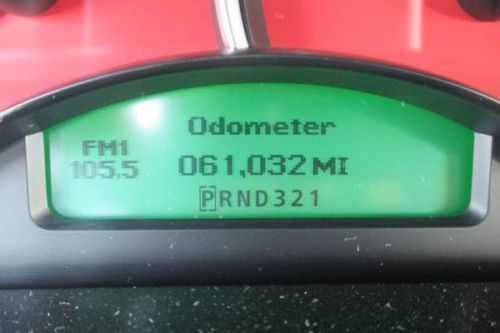 Odometer
FM1
105.5
061,032 MI
PRND321